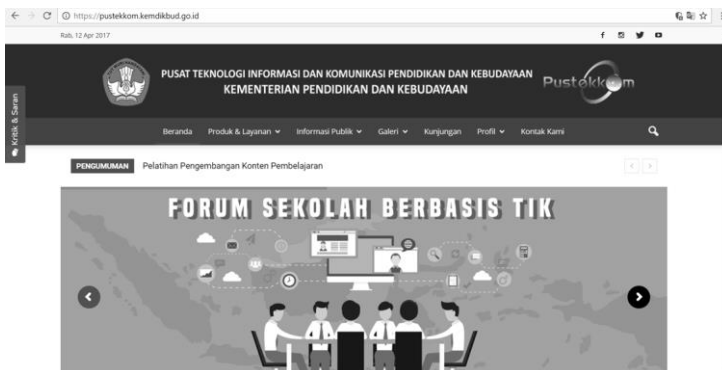 https://pustekkom.kemdikbud.go.id
Rab, 12 Apr 2017
PUSAT TEKNOLOGI INFORMASI DAN KOMUNIKASI PENDIDIKAN DAN KEBUDAYAAN
KEMENTERIAN PENDIDIKAN DAN KEBUDAYAAN
Pustekkom
Kritik & Saran
Beranda Produk & Layanan Informasi Publik Galeri Kunjungan Profil Kontak Kami
PENGUMUMAN Pelatihan Pengembangan Konten Pembelajaran
FORUM SEKOLAH BERBASIS TIK